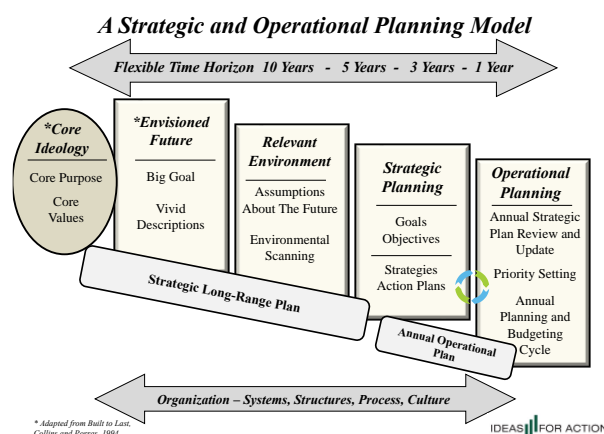 A Strategic and Operational Planning Model
Flexible Time Horizon 10 Years - 5 Years - 3 Years - 1 Year
*Core
Ideology
Core Purpose
Core
Values
*Envisioned
Future
Big Goal
Vivid
Descriptions
Relevant
Environment
Assumptions
About The Future
Environmental
Scanning
Strategic
Planning
Goals
Objectives
Strategies
Action Plans
Operational
Planning
Annual Strategic
Plan Review and
Update
Priority Setting
Annual
Planning and
Budgeting
Cycle
Strategic Long-Range Plan
Annual Operational
Plan
Organization – Systems, Structures, Process, Culture
* Adapted from Built to Last,
Collins and Porras, 1994
IDEAS FOR ACTION